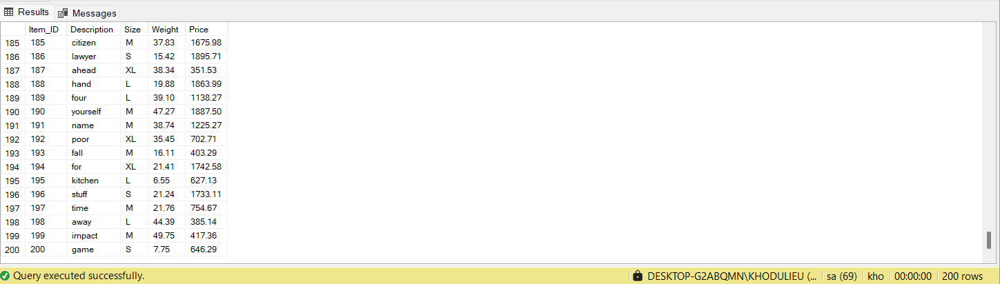 Results Messages
Item_ID Description Size Weight Price
185 185 citizen M 37.83 1675.98
186 186 lawyer S 15.42 1895.71
187 187 ahead XL 38.34 351.53
188 188 hand L 19.88 1863.99
189 189 four L 39.10 1138.27
190 190 yourself M 47.27 1887.50
191 191 name M 38.74 1225.27
192 192 poor XL 35.45 702.71
193 193 fall M 16.11 403.29
194 194 for XL 21.41 1742.58
195 195 kitchen L 6.55 627.13
196 196 stuff S 21.24 1733.11
197 197 time M 21.76 754.67
198 198 away L 44.39 385.14
199 199 impact M 49.75 417.36
200 200 game S 7.75 646.29
Query executed successfully. DESKTOP-G2ABQMN\KHODULIEU (... sa (69) kho 00:00:00 200 rows